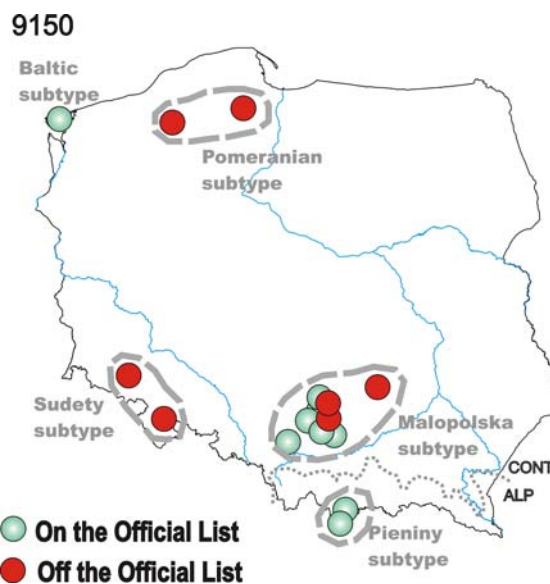 9150
Baltic
subtype
Pomeranian
subtype
Sudety
subtype
Malopolska
subtype
CONT
ALP
Pieniny
subtype
On the Official List
Off the Official List